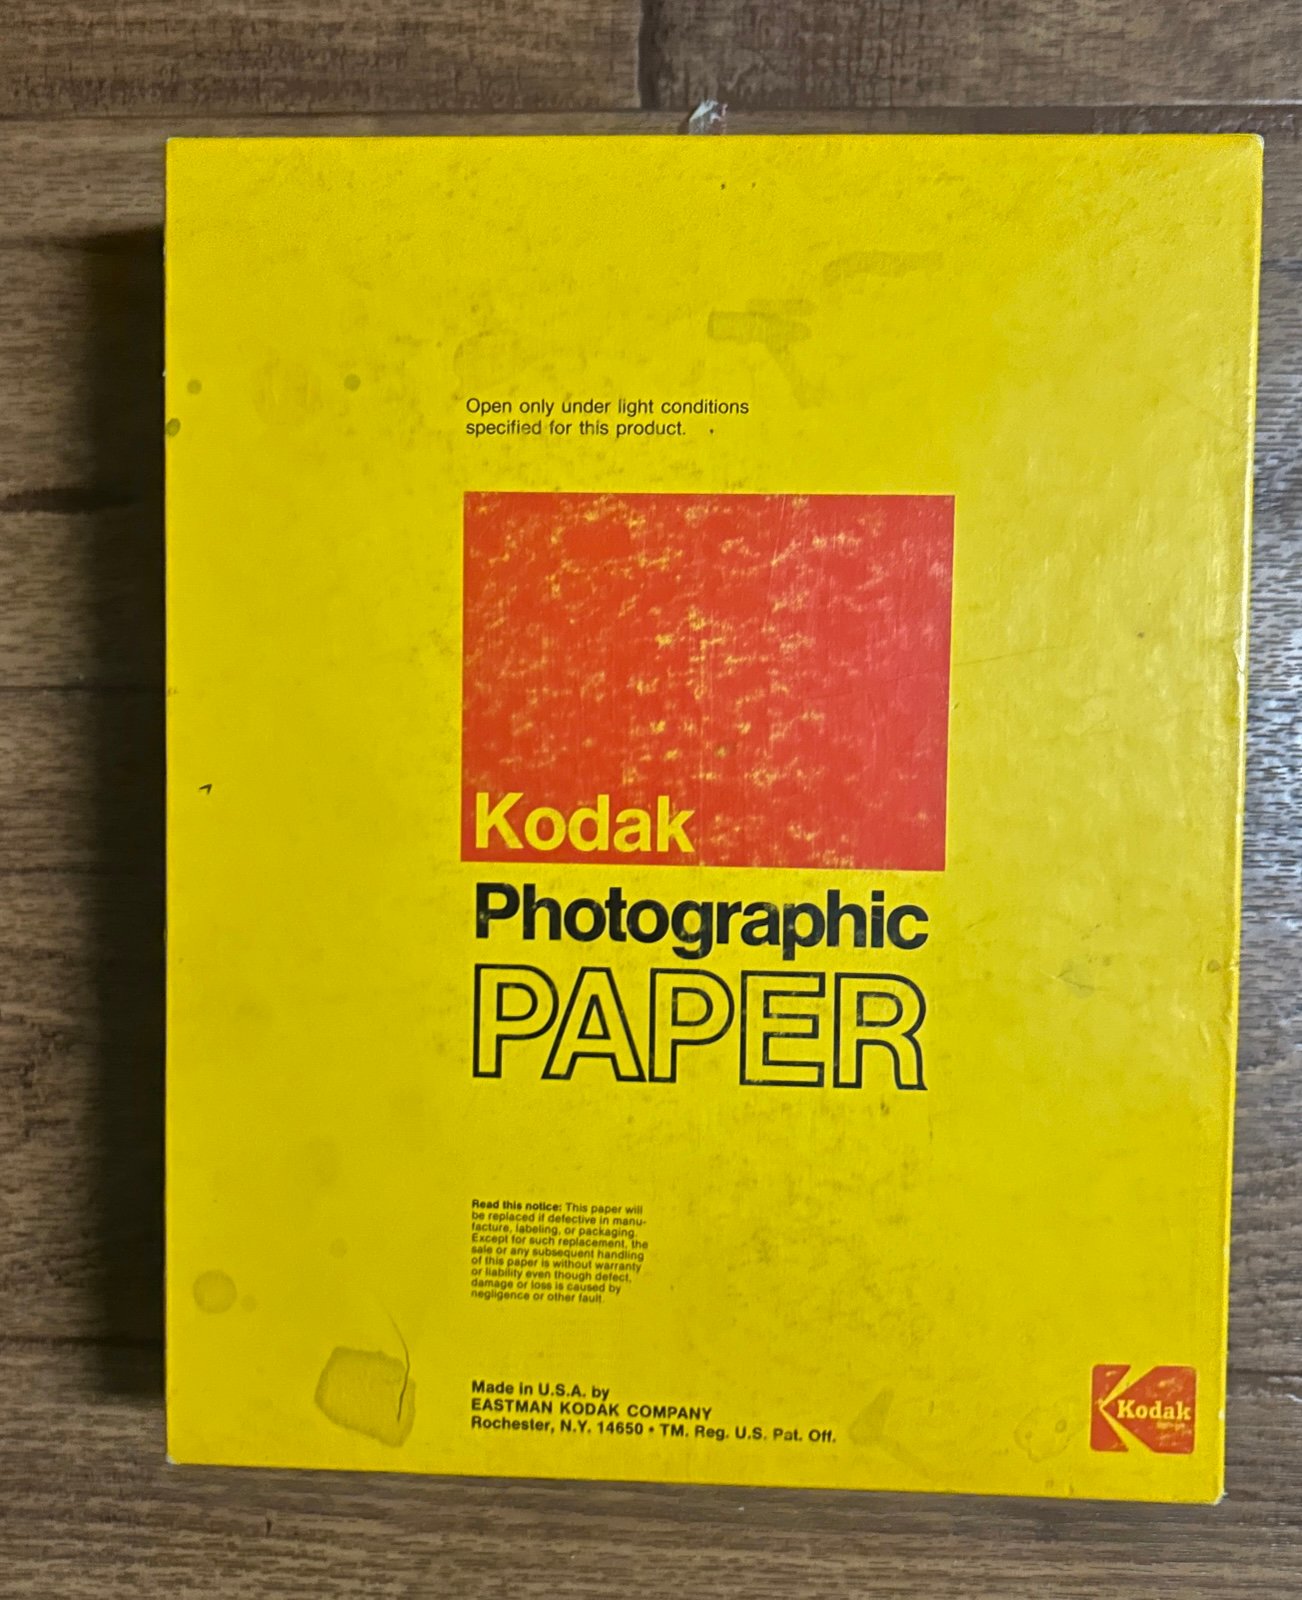 Open only under light conditions
specified for this product.
Kodak
Photographic
PAPER
Read this notice: This paper will
be replaced if defective in manu-
facture, labeling, or packaging.
Except for such replacement, the
sale or any subsequent handling
of this paper is without warranty
or liability even though defect,
damage or loss is caused by
negligence or other fault.
Made in U.S.A. by
EASTMAN KODAK COMPANY
Rochester, N.Y. 14650 • TM. Reg. U.S. Pat. Off.
Kodak